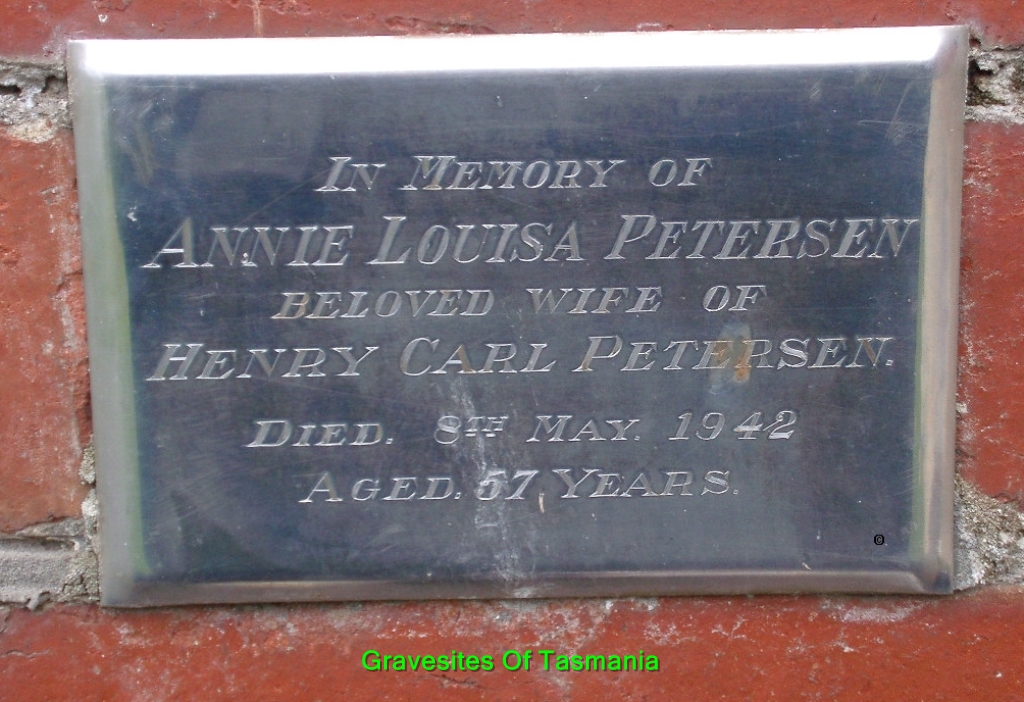 IN MEMORY OF
ANNIE LOUISA PETERSEN
BELOVED WIFE OF
HENRY CARL PETERSEN.
DIED. 8TH MAY. 1942
AGED. 57 YEARS.
©
Gravesites Of Tasmania